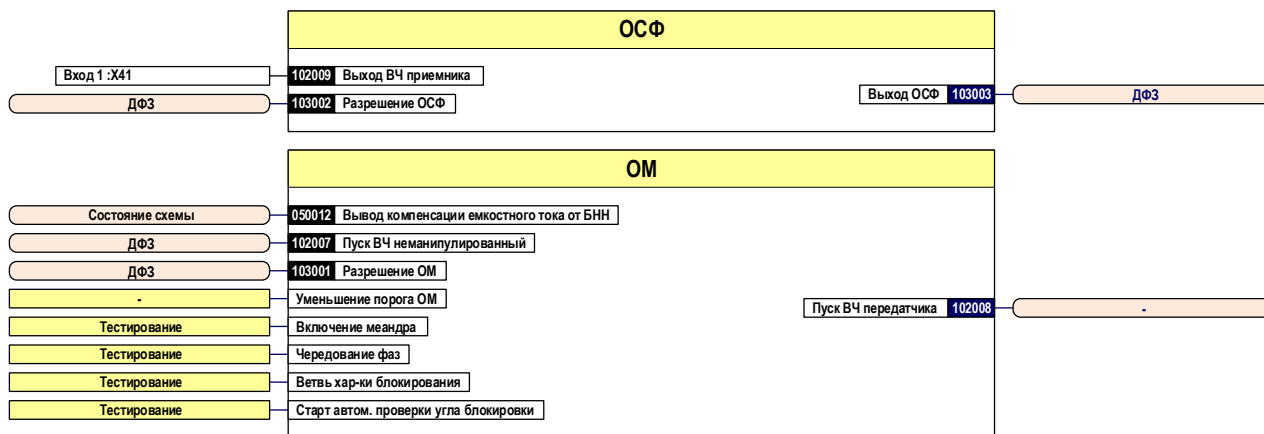 ОСФ
Вход 1 :X41 102009 Выход ВЧ приемника
ДФЗ 103002 Разрешение ОСФ
Выход ОСФ 103003 ДФЗ
ОМ
Состояние схемы 050012 Вывод компенсации емкостного тока от БНН
ДФЗ 102007 Пуск ВЧ неманипулированный
ДФЗ 103001 Разрешение ОМ
- Уменьшение порога ОМ
Пуск ВЧ передатчика 102008 -
Тестирование Включение меандра
Тестирование Чередование фаз
Тестирование Ветвь хар-ки блокирования
Тестирование Старт автом. проверки угла блокировки